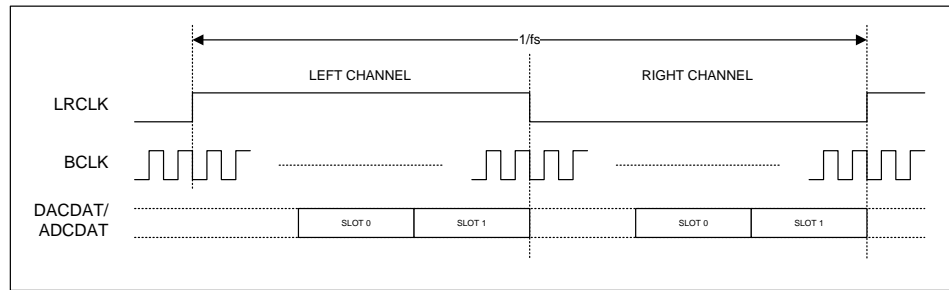 1/fs
LEFT CHANNEL RIGHT CHANNEL
LRCLK
BCLK
DACDAT/
ADCDAT
SLOT 0 SLOT 1 SLOT 0 SLOT 1